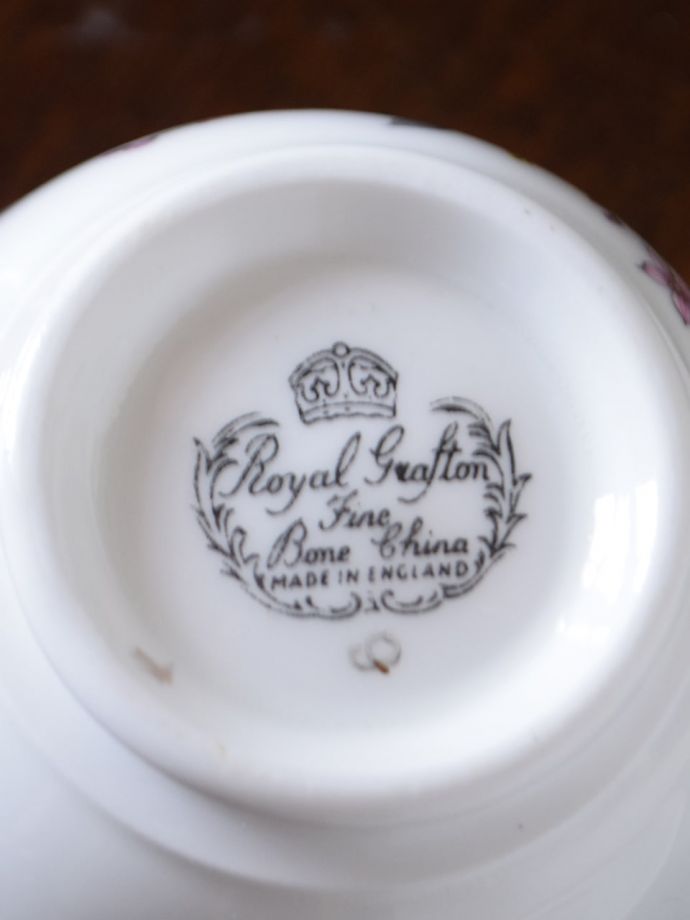 Royal Grafton
Fine
Bone China
MADE IN ENGLAND